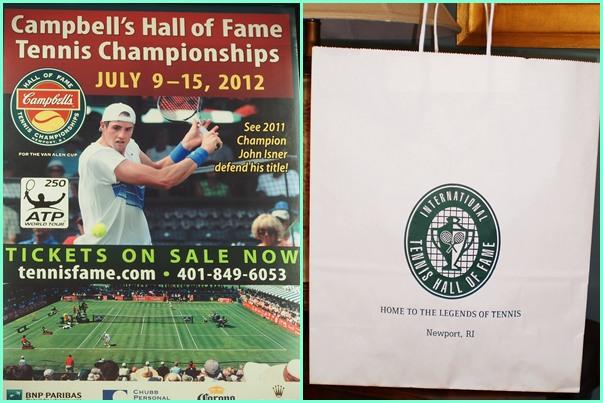 Campbell's Hall of Fame
Tennis Championships
JULY 9–15, 2012
HALL OF FAME
Campbell's
TENNIS CHAMPIONSHIPS
NEWPORT, R.I.
FOR THE VAN ALEN CUP
See 2011
Champion
John Isner
defend his title!
250
ATP
WORLD TOUR
TICKETS ON SALE NOW
tennisfame.com • 401-849-6053
BNP PARIBAS
CHUBB
PERSONAL
Corona
INTERNATIONAL
TENNIS HALL OF FAME
HOME TO THE LEGENDS OF TENNIS
Newport, RI